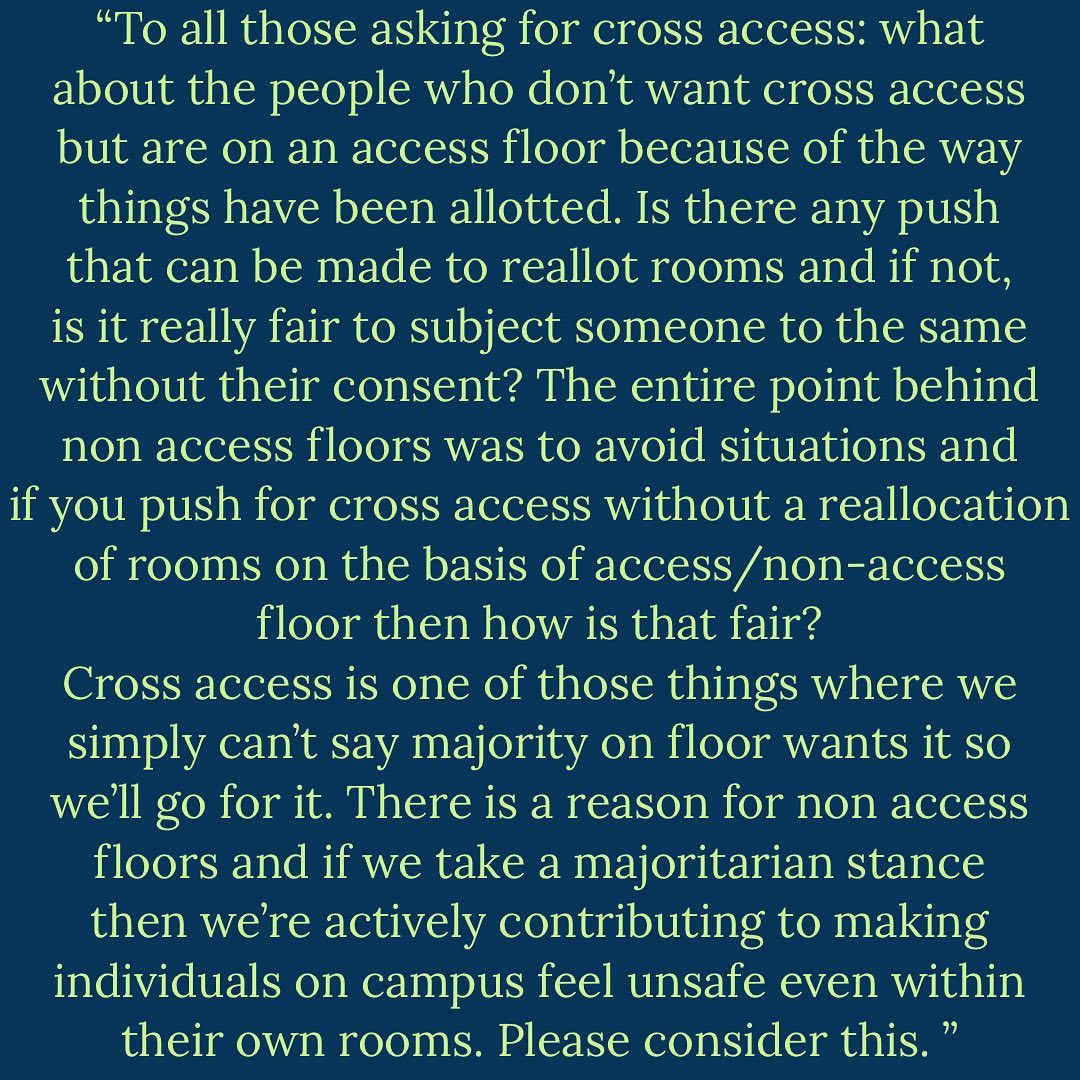 “To all those asking for cross access: what
about the people who don’t want cross access
but are on an access floor because of the way
things have been allotted. Is there any push
that can be made to reallot rooms and if not,
is it really fair to subject someone to the same
without their consent? The entire point behind
non access floors was to avoid situations and
if you push for cross access without a reallocation
of rooms on the basis of access/non-access
floor then how is that fair?
Cross access is one of those things where we
simply can’t say majority on floor wants it so
we’ll go for it. There is a reason for non access
floors and if we take a majoritarian stance
then we’re actively contributing to making
individuals on campus feel unsafe even within
their own rooms. Please consider this. ”